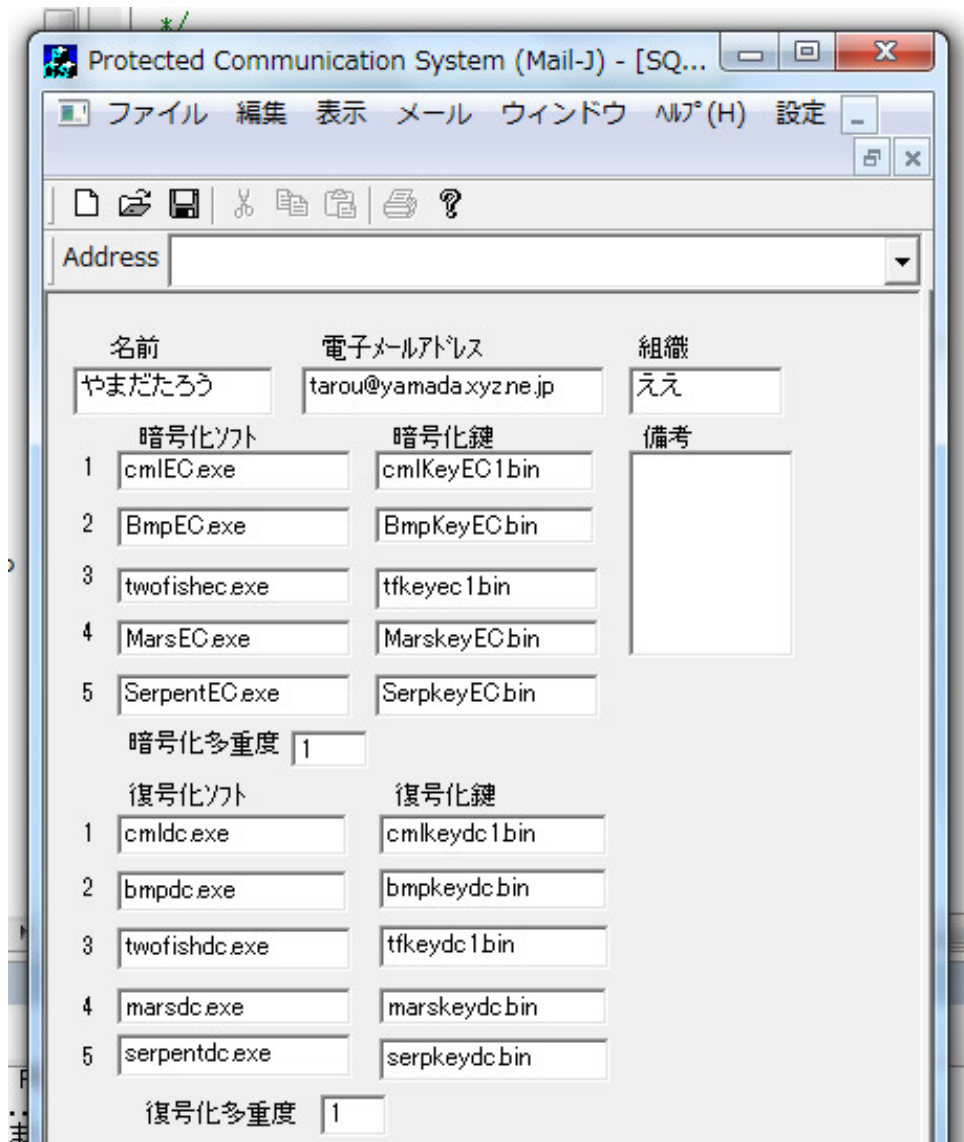 */
Protected Communication System (Mail-J) - [SQ...
ファイル 編集 表示 メール ウィンドウ ﾍﾙﾌﾟ(H) 設定
Address
名前 電子ﾒｰﾙｱﾄﾞﾚｽ 組織
やまだたろう tarou@yamada.xyz.ne.jp ええ
暗号化ｿﾌﾄ 暗号化鍵 備考
1 cmlEC.exe cmlKeyEC1.bin
2 BmpEC.exe BmpKeyEC.bin
3 twofishec.exe tfkeyec1.bin
4 MarsEC.exe MarskeyEC.bin
5 SerpentEC.exe SerpkeyEC.bin
暗号化多重度 1
復号化ｿﾌﾄ 復号化鍵
1 cmldc.exe cmlkeydc1.bin
2 bmpdc.exe bmpkeydc.bin
3 twofishdc.exe tfkeydc1.bin
4 marsdc.exe marskeydc.bin
5 serpentdc.exe serpkeydc.bin
復号化多重度 1